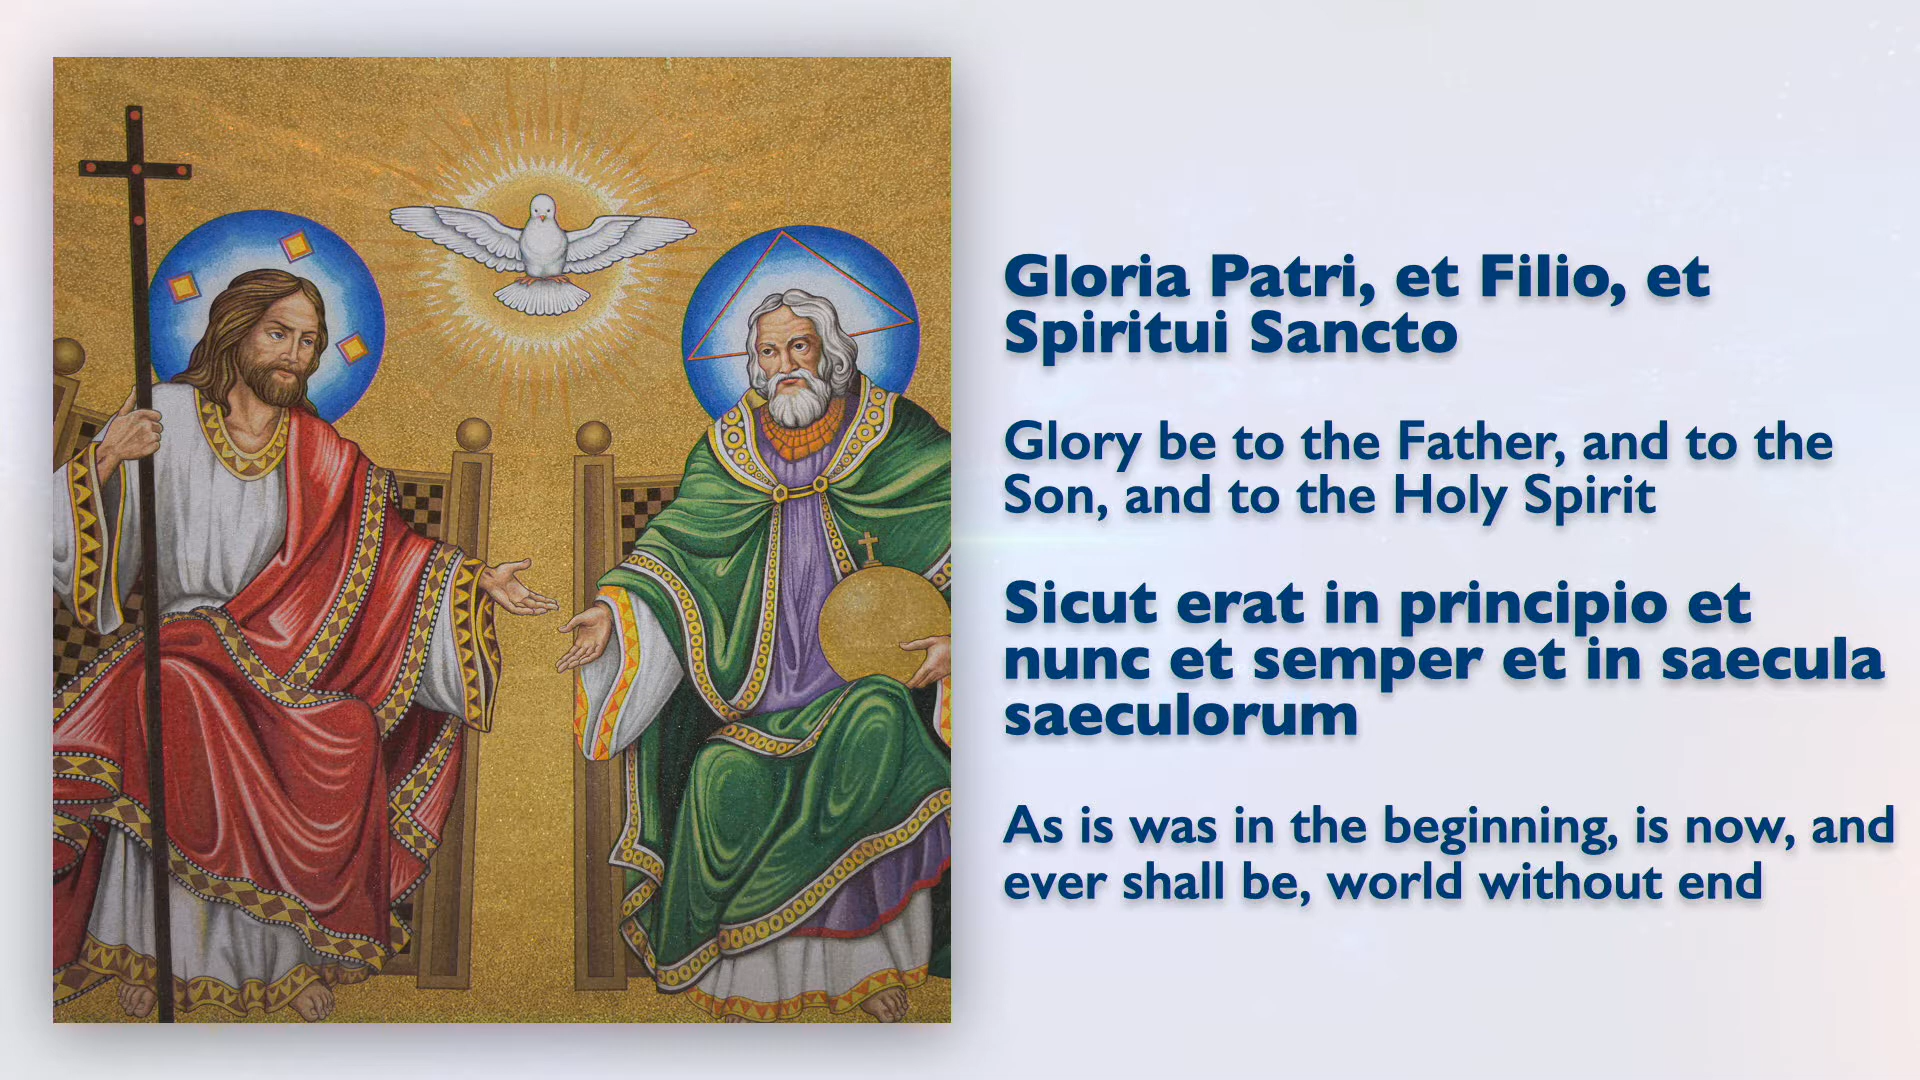 Gloria Patri, et Filio, et
Spiritui Sancto
Glory be to the Father, and to the
Son, and to the Holy Spirit
Sicut erat in principio et
nunc et semper et in saecula
saeculorum
As is was in the beginning, is now, and
ever shall be, world without end